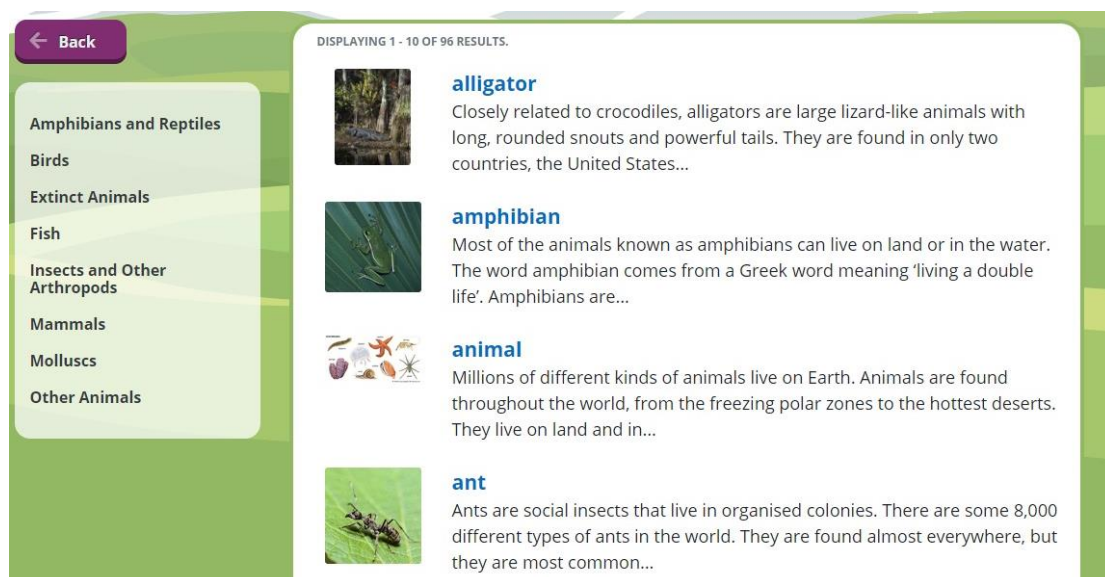 Back
Amphibians and Reptiles
Birds
Extinct Animals
Fish
Insects and Other
Arthropods
Mammals
Molluscs
Other Animals
DISPLAYING 1 - 10 OF 96 RESULTS.
alligator
Closely related to crocodiles, alligators are large lizard-like animals with
long, rounded snouts and powerful tails. They are found in only two
countries, the United States...
amphibian
Most of the animals known as amphibians can live on land or in the water.
The word amphibian comes from a Greek word meaning ‘living a double
life’. Amphibians are...
animal
Millions of different kinds of animals live on Earth. Animals are found
throughout the world, from the freezing polar zones to the hottest deserts.
They live on land and in...
ant
Ants are social insects that live in organised colonies. There are some 8,000
different types of ants in the world. They are found almost everywhere, but
they are most common...